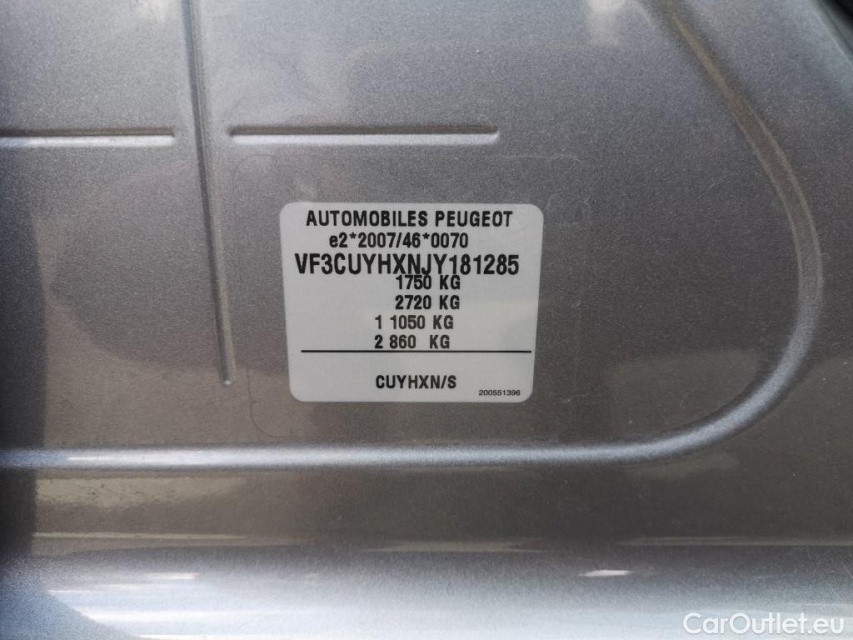 AUTOMOBILES PEUGEOT
e2*2007/46*0070
VF3CUYHXNJY181285
1750 KG
2720 KG
1 1050 KG
2 860 KG
CUYHXN/S
200551396
CarOutlet.eu